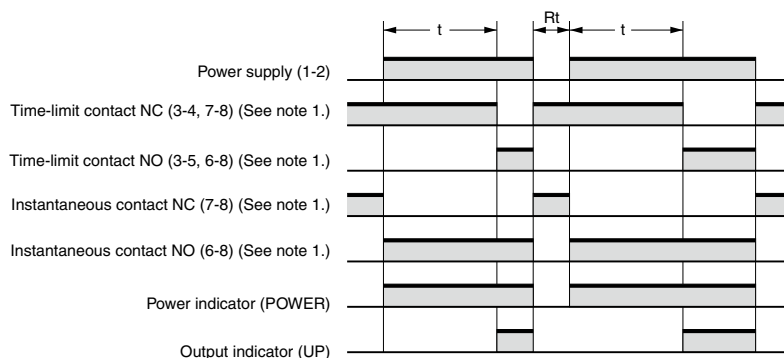 t
Rt
t
Power supply (1-2)
Time-limit contact NC (3-4, 7-8) (See note 1.)
Time-limit contact NO (3-5, 6-8) (See note 1.)
Instantaneous contact NC (7-8) (See note 1.)
Instantaneous contact NO (6-8) (See note 1.)
Power indicator (POWER)
Output indicator (UP)